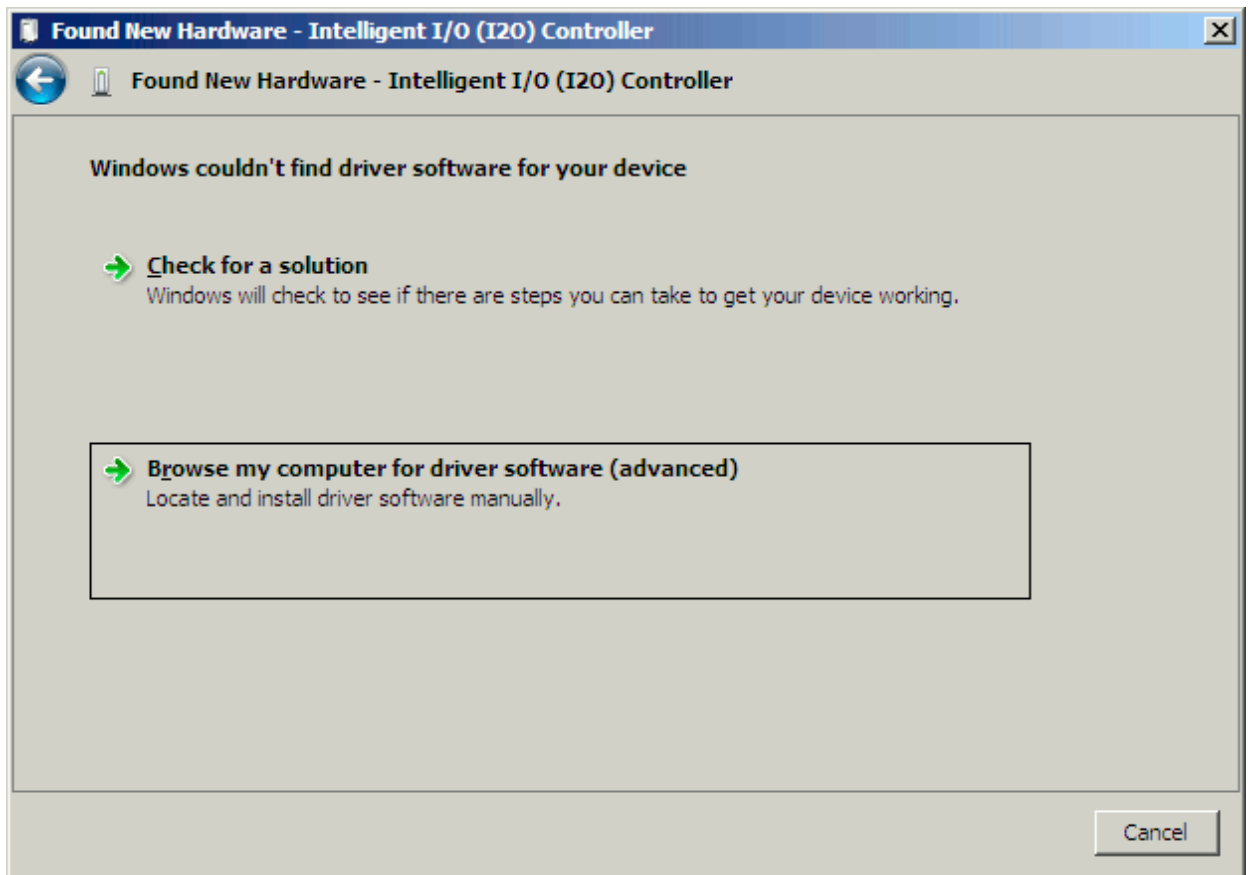 Found New Hardware - Intelligent I/O (I2O) Controller
Found New Hardware - Intelligent I/O (I2O) Controller
Windows couldn't find driver software for your device
Check for a solution
Windows will check to see if there are steps you can take to get your device working.
Browse my computer for driver software (advanced)
Locate and install driver software manually.
Cancel